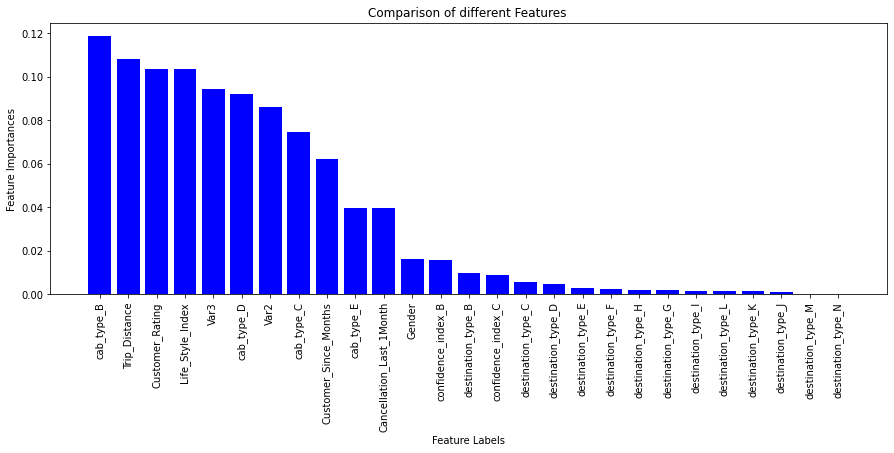 Comparison of different Features
Feature Importances
0.12
0.10
0.08
0.06
0.04
0.02
0.00
cab_type_B
Trip_Distance
Customer_Rating
Life_Style_Index
Var3
cab_type_D
Var2
cab_type_C
Customer_Since_Months
cab_type_E
Cancellation_Last_1Month
Gender
confidence_index_B
destination_type_B
confidence_index_C
destination_type_C
destination_type_D
destination_type_E
destination_type_F
destination_type_H
destination_type_G
destination_type_I
destination_type_L
destination_type_K
destination_type_J
destination_type_M
destination_type_N
Feature Labels